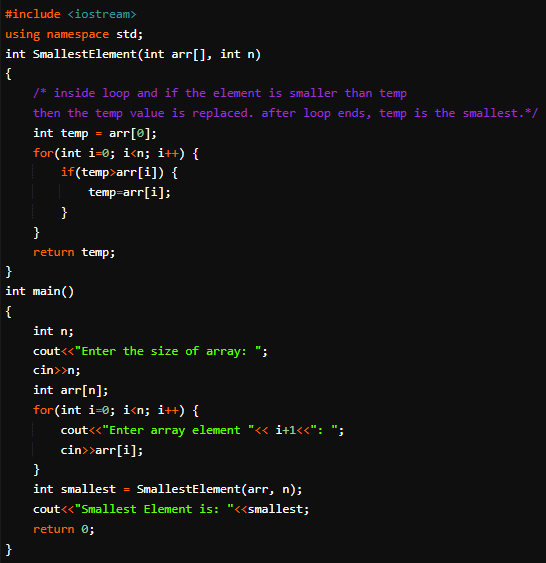 #include <iostream>
using namespace std;
int SmallestElement(int arr[], int n)
{
    /* inside loop and if the element is smaller than temp
    then the temp value is replaced. after loop ends, temp is the smallest.*/
    int temp = arr[0];
    for(int i=0; i<n; i++) {
        if(temp>arr[i]) {
            temp=arr[i];
        }
    }
    return temp;
}
int main()
{
    int n;
    cout<<"Enter the size of array: ";
    cin>>n;
    int arr[n];
    for(int i=0; i<n; i++) {
        cout<<"Enter array element "<< i+1<<": ";
        cin>>arr[i];
    }
    int smallest = SmallestElement(arr, n);
    cout<<"Smallest Element is: "<<smallest;
    return 0;
}